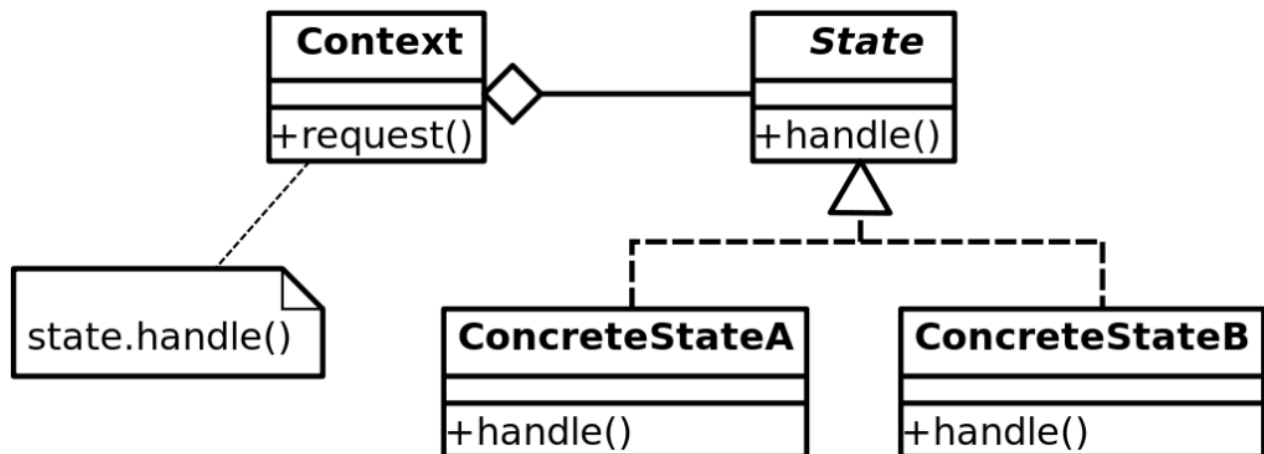 Context
State
+request()
+handle()
state.handle()
ConcreteStateA
ConcreteStateB
+handle()
+handle()